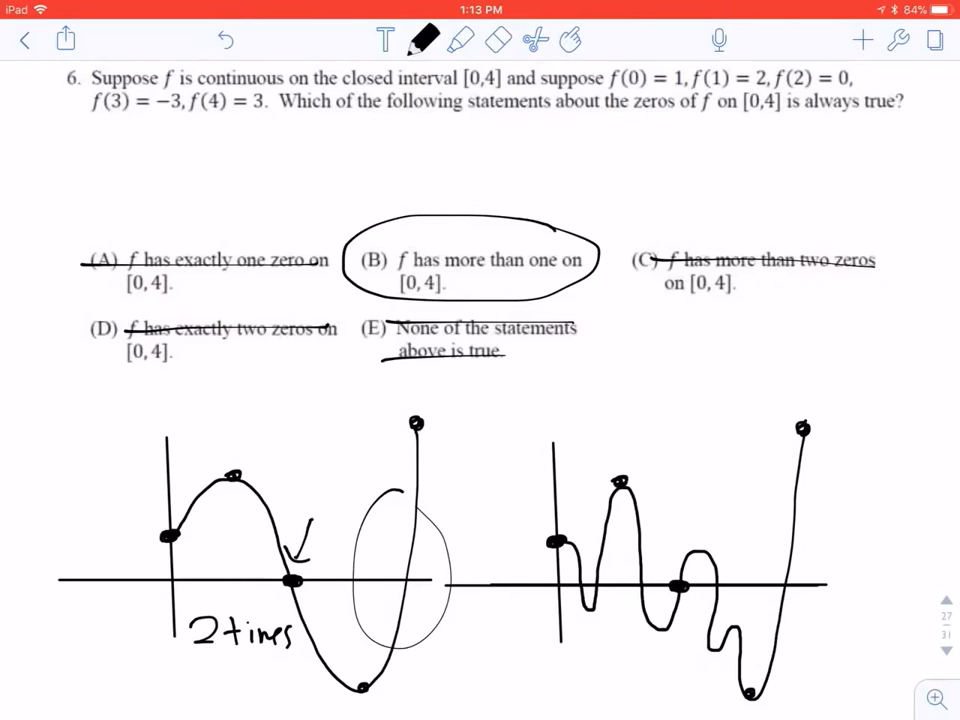 iPad 1:13 PM 84%
T
6. Suppose f is continuous on the closed interval [0,4] and suppose f(0) = 1, f(1) = 2, f(2) = 0,
f(3) = −3, f(4) = 3. Which of the following statements about the zeros of f on [0,4] is always true?
(A) f has exactly one zero on (B) f has more than one on (C) f has more than two zeros
[0,4]. [0,4]. on [0,4].
(D) f has exactly two zeros on (E) None of the statements
[0,4]. above is true.
2 times
27
31